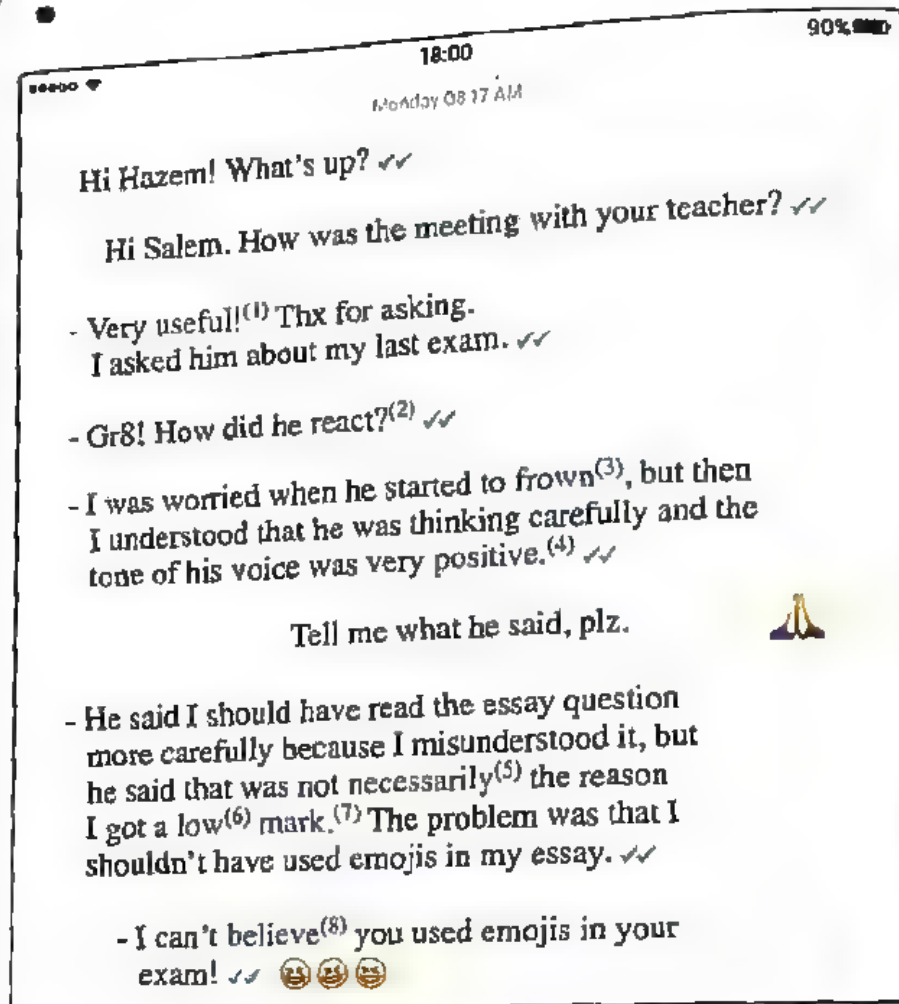 90%
18:00
Monday 08 17 AM
Hi Hazem! What's up? ✓✓
Hi Salem. How was the meeting with your teacher? ✓✓
- Very useful!(1) Thx for asking.
I asked him about my last exam. ✓✓
- Gr8! How did he react?(2) ✓✓
- I was worried when he started to frown(3), but then
I understood that he was thinking carefully and the
tone of his voice was very positive.(4) ✓✓
Tell me what he said, plz. 🙏
- He said I should have read the essay question
more carefully because I misunderstood it, but
he said that was not necessarily(5) the reason
I got a low(6) mark.(7) The problem was that I
shouldn't have used emojis in my essay. ✓✓
- I can't believe(8) you used emojis in your
exam! ✓✓ 😆😆😆